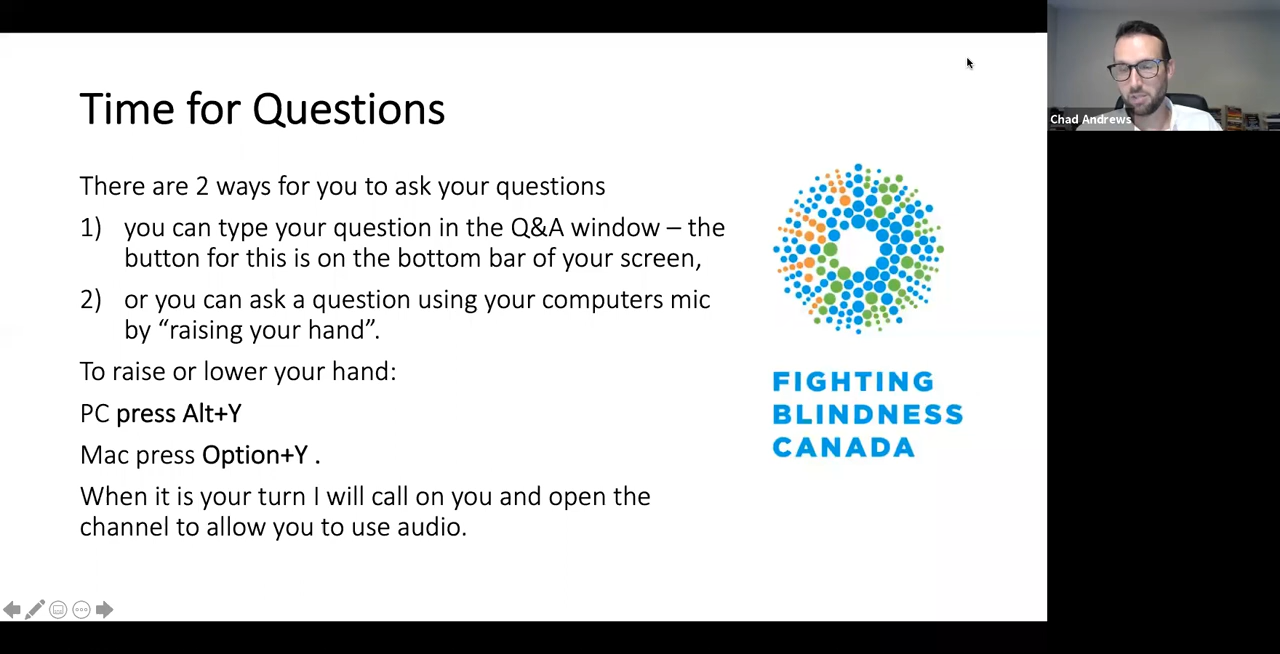 Time for Questions
There are 2 ways for you to ask your questions
1) you can type your question in the Q&A window – the
button for this is on the bottom bar of your screen,
2) or you can ask a question using your computers mic
by “raising your hand”.
To raise or lower your hand:
PC press Alt+Y
Mac press Option+Y .
When it is your turn I will call on you and open the
channel to allow you to use audio.
FIGHTING
BLINDNESS
CANADA
Chad Andrews